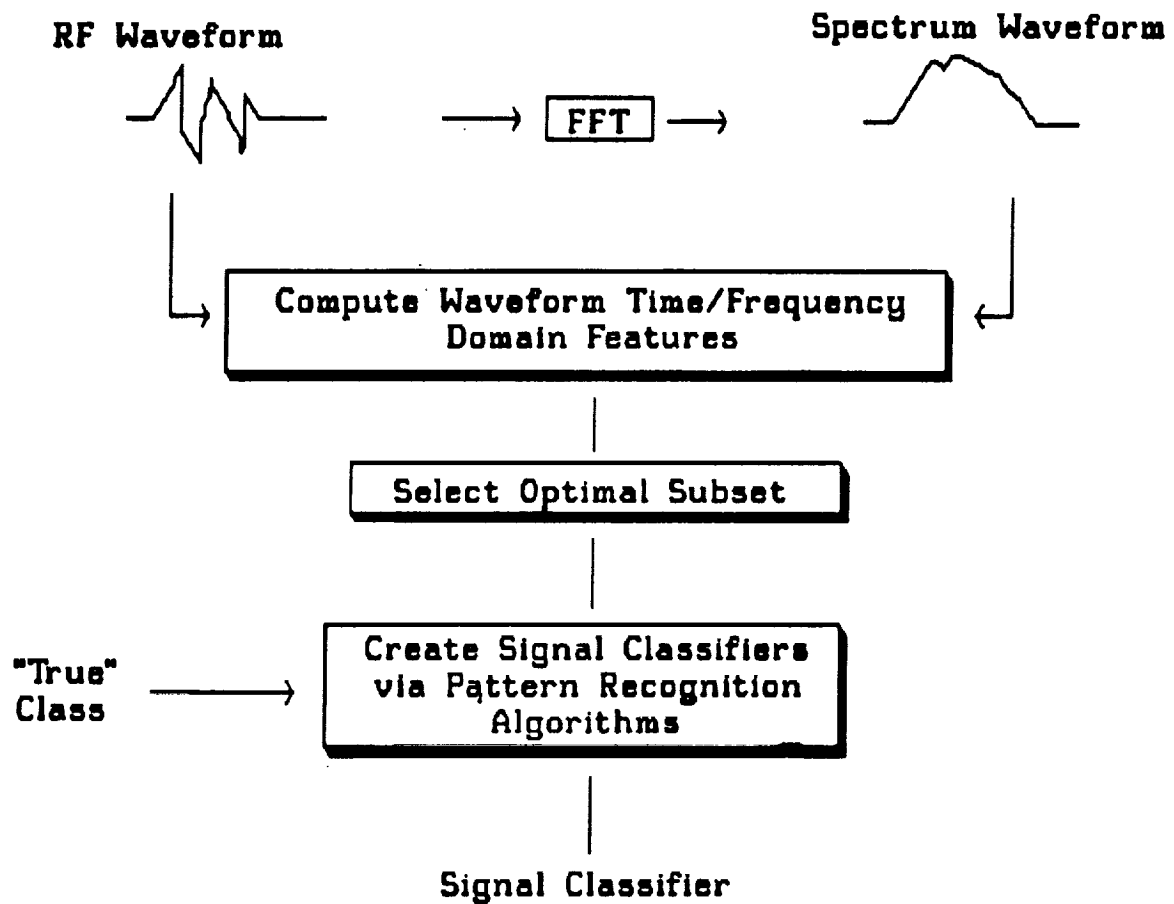 RF Waveform
Spectrum Waveform
FFT
Compute Waveform Time/Frequency
Domain Features
Select Optimal Subset
"True"
Class
Create Signal Classifiers
via Pattern Recognition
Algorithms
Signal Classifier